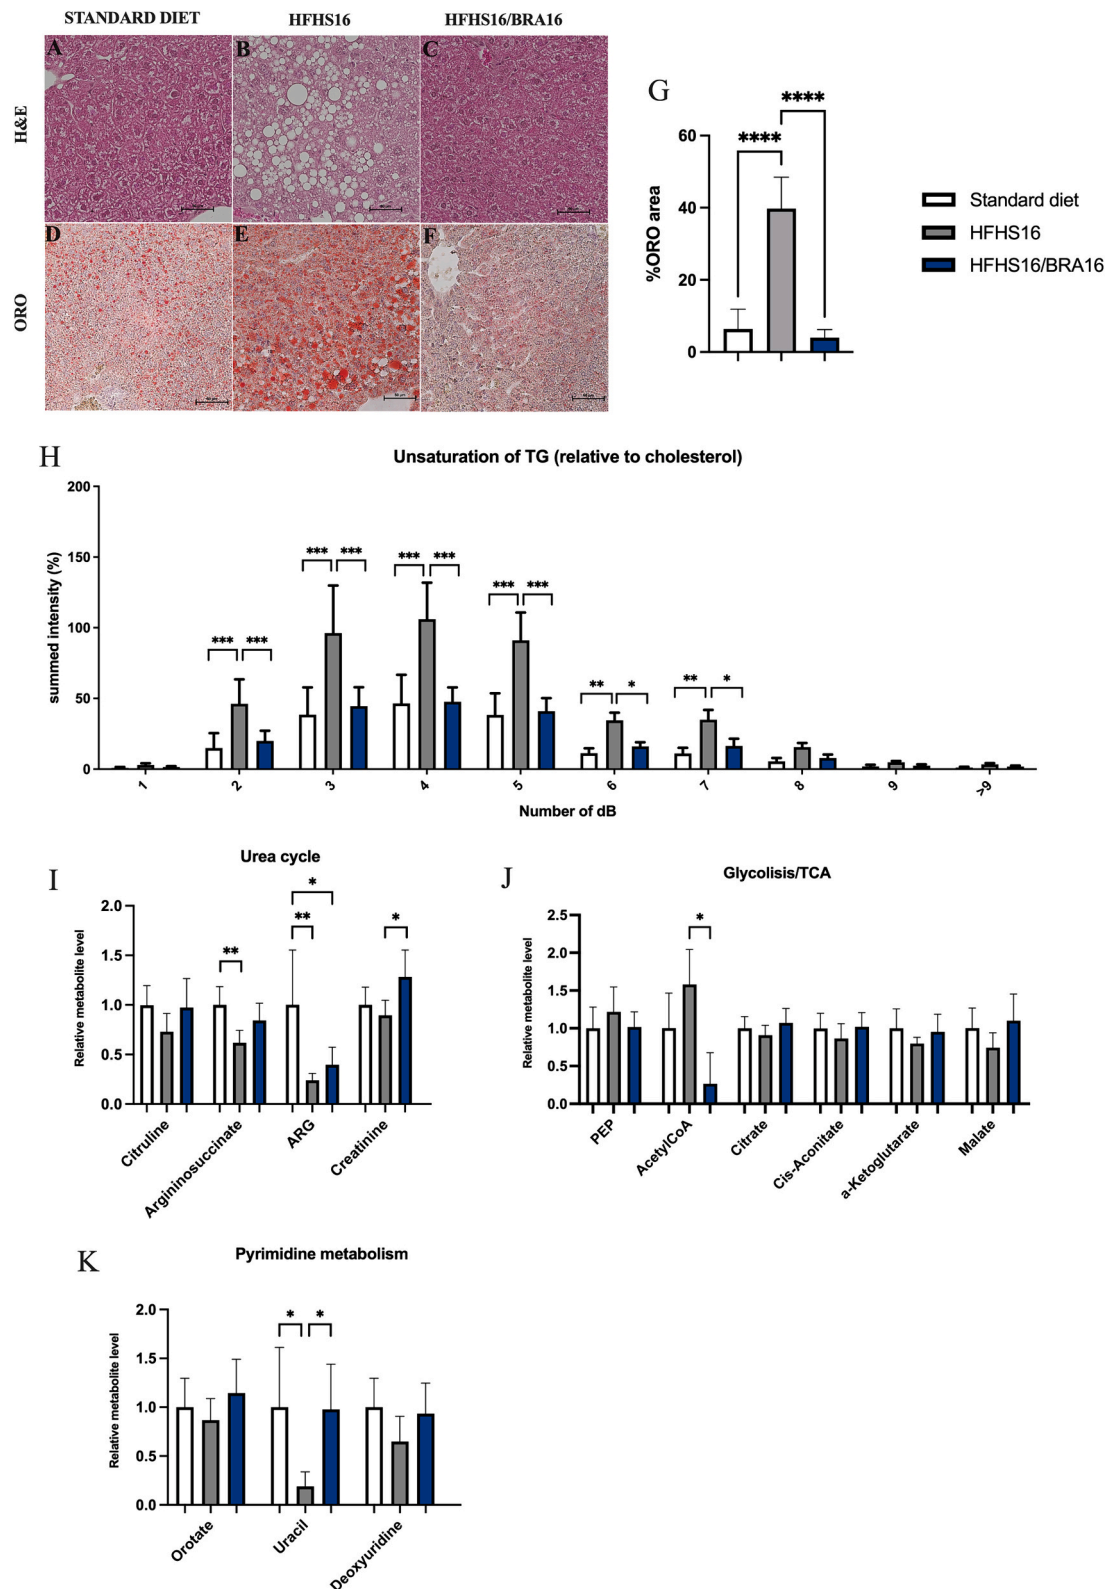 STANDARD DIET HFHS16 HFHS16/BRA16
H&E
A B C
ORO
D E F
G
**** ****
%ORO area
60
40
20
0
Standard diet
HFHS16
HFHS16/BRA16
H
Unsaturation of TG (relative to cholesterol)
summed intensity (%)
200
150
100
50
0
*** *** *** *** *** *** *** *** ** * ** *
1 2 3 4 5 6 7 8 9 >9
Number of dB
I
Urea cycle
Relative metabolite level
2.0
1.5
1.0
0.5
0.0
** ** * *
Citruline Argininosuccinate ARG Creatinine
J
Glycolisis/TCA
Relative metabolite level
2.5
2.0
1.5
1.0
0.5
0.0
*
PEP AcetylCoA Citrate Cis-Aconitate a-Ketoglutarate Malate
K
Pyrimidine metabolism
Relative metabolite level
2.0
1.5
1.0
0.5
0.0
* *
Orotate Uracil Deoxyuridine